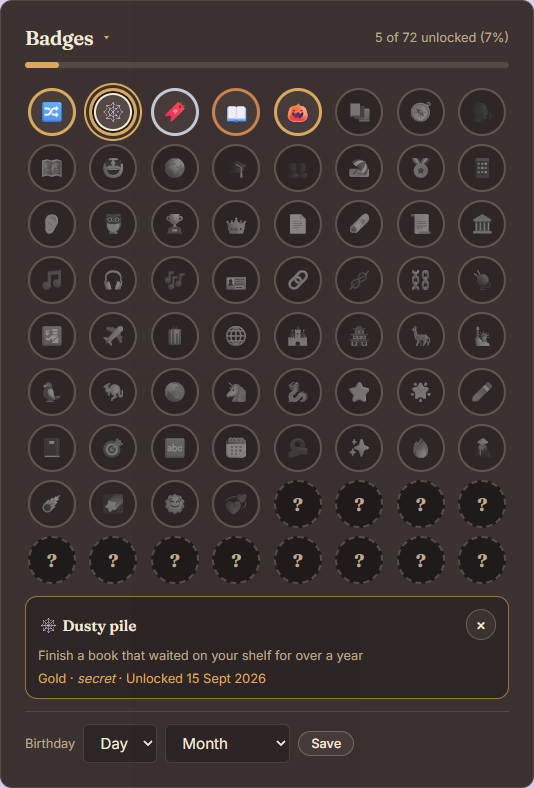 Badges
5 of 72 unlocked (7%)
abc
? ? ? ?
? ? ? ? ? ? ? ?
Dusty pile
×
Finish a book that waited on your shelf for over a year
Gold · secret · Unlocked 15 Sept 2026
Birthday Day Month Save